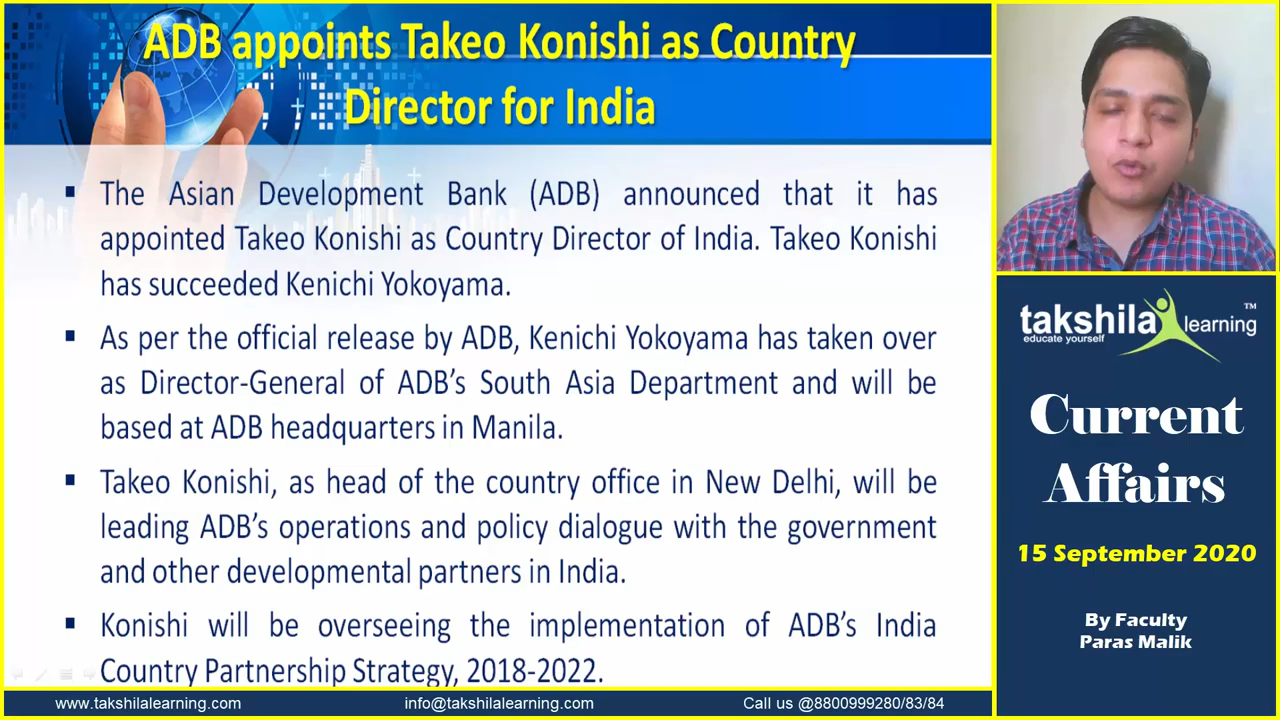 ADB appoints Takeo Konishi as Country
Director for India
▪ The Asian Development Bank (ADB) announced that it has
appointed Takeo Konishi as Country Director of India. Takeo Konishi
has succeeded Kenichi Yokoyama.
▪ As per the official release by ADB, Kenichi Yokoyama has taken over
as Director-General of ADB’s South Asia Department and will be
based at ADB headquarters in Manila.
▪ Takeo Konishi, as head of the country office in New Delhi, will be
leading ADB’s operations and policy dialogue with the government
and other developmental partners in India.
▪ Konishi will be overseeing the implementation of ADB’s India
Country Partnership Strategy, 2018-2022.
www.takshilalearning.com
info@takshilalearning.com
Call us @8800999280/83/84
takshila learning™
educate yourself
Current
Affairs
15 September 2020
By Faculty
Paras Malik